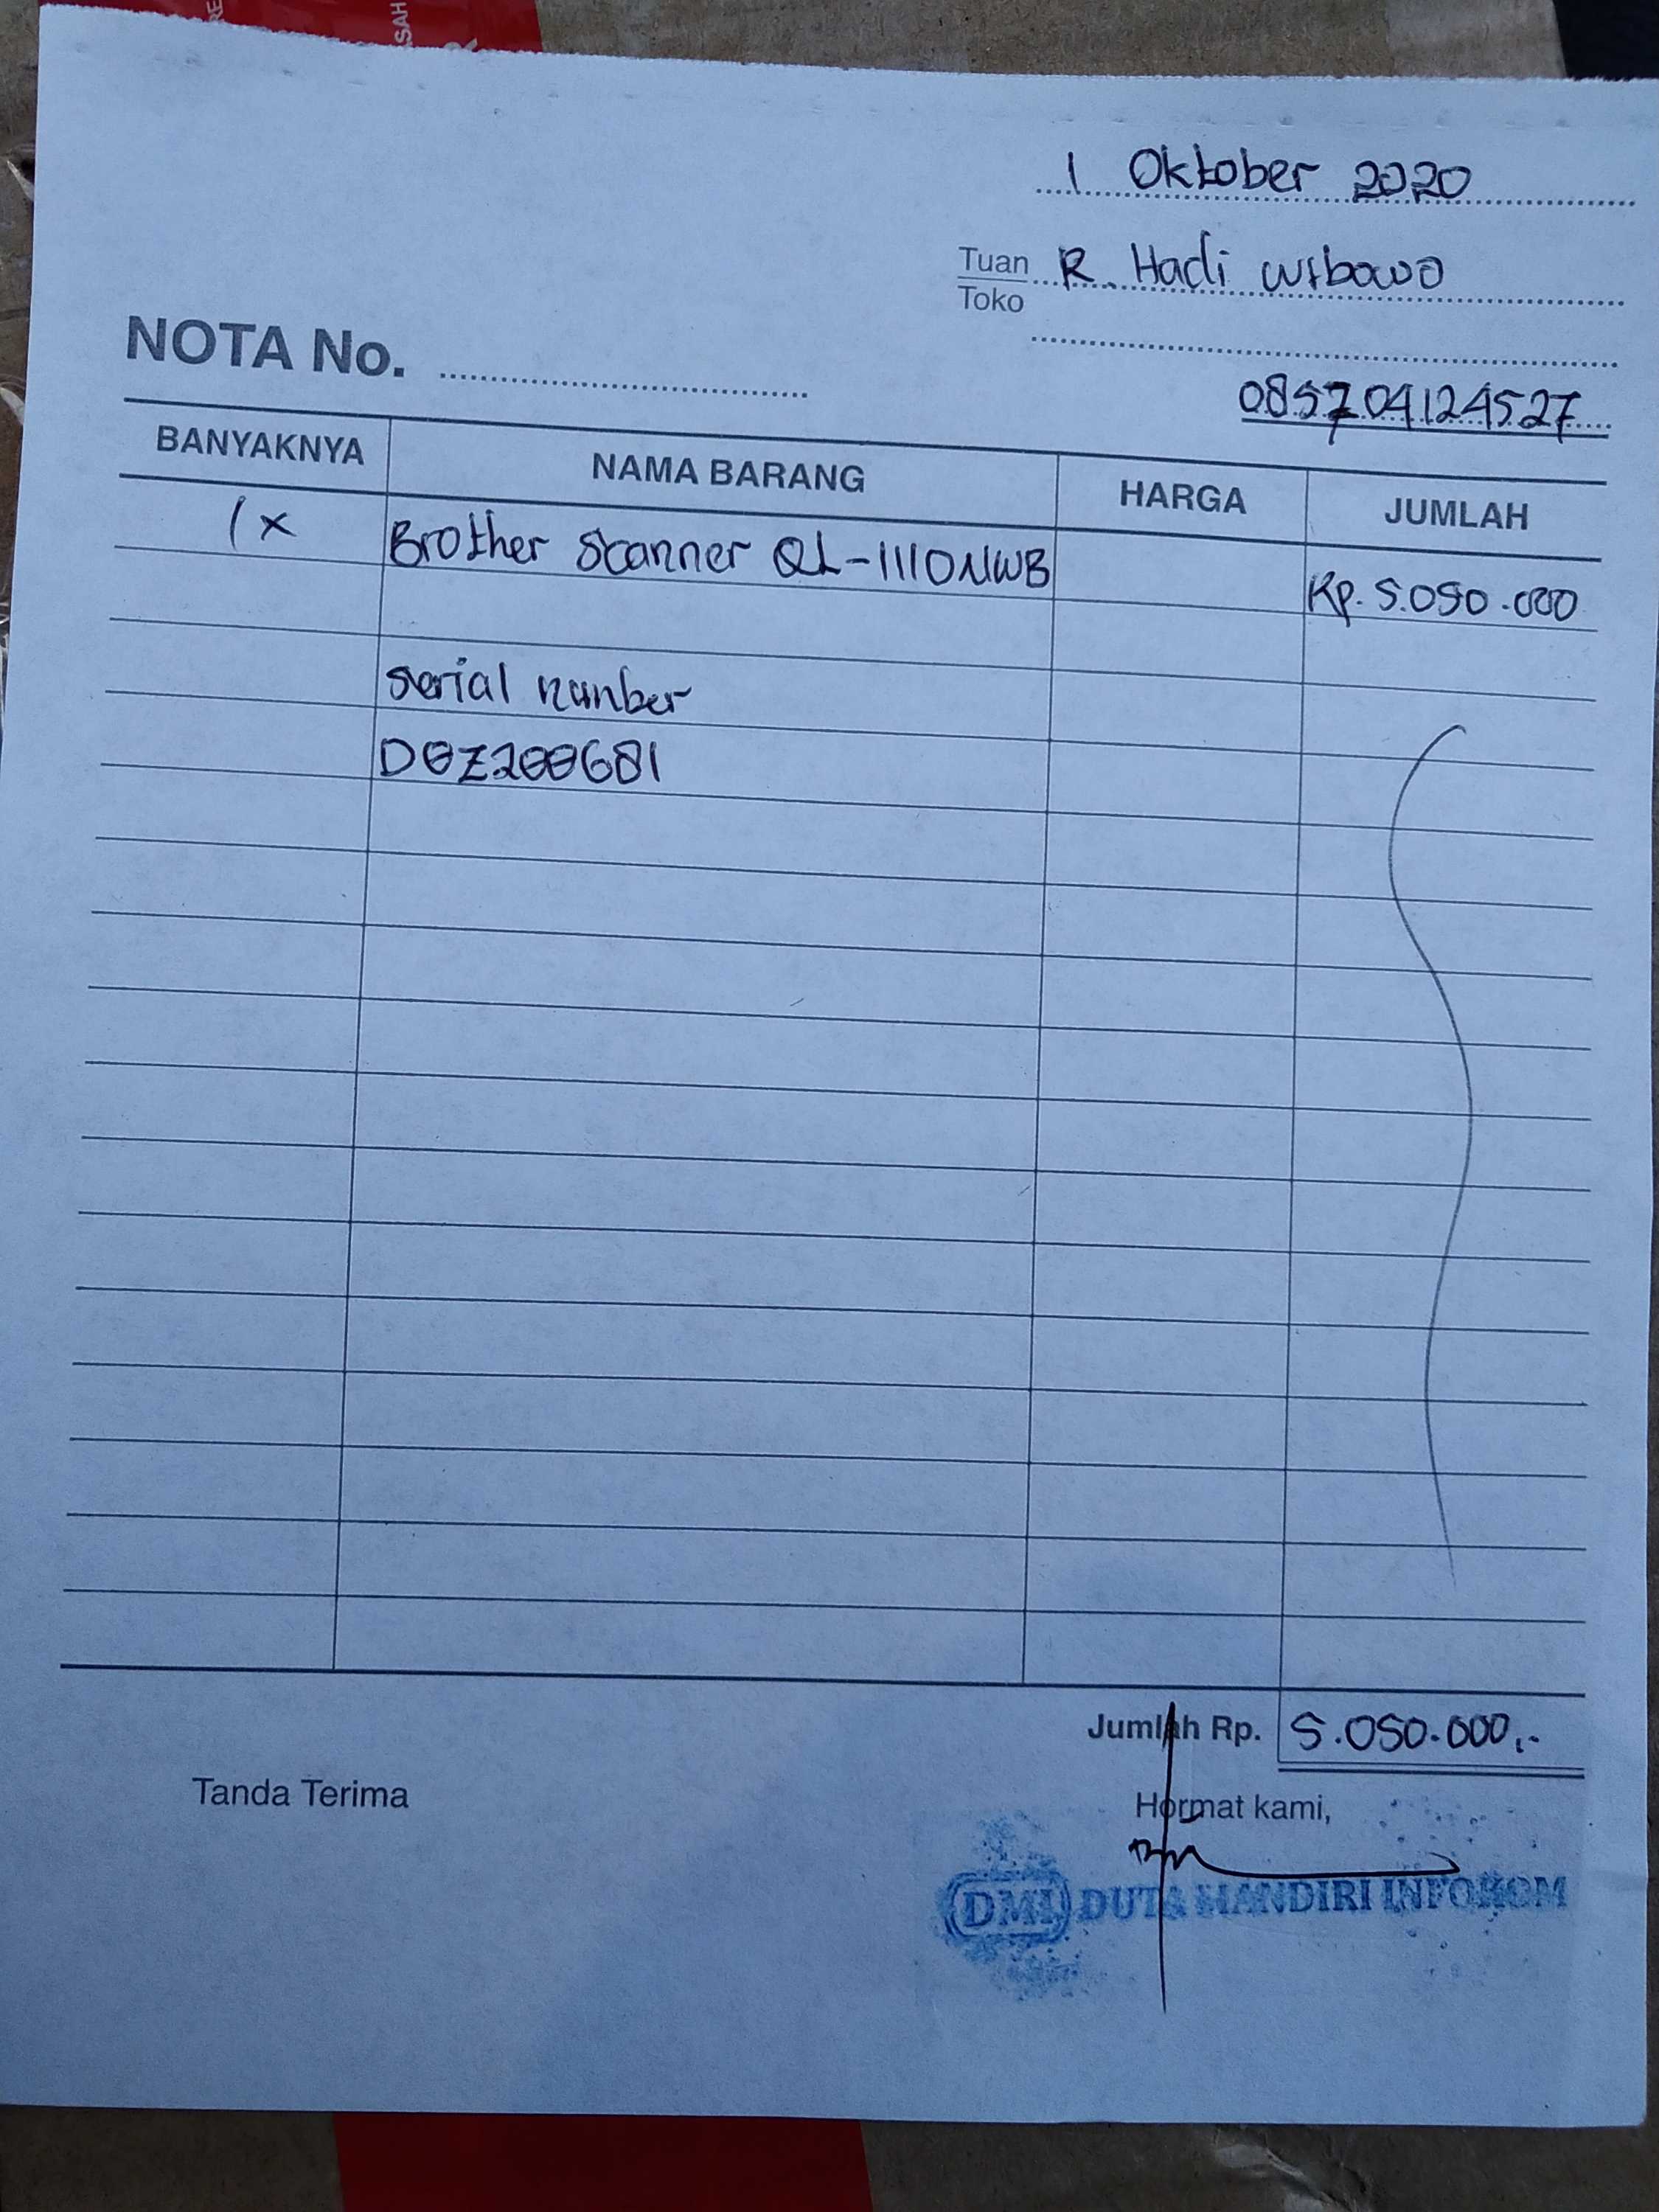 SAH
1 Oktober 2020
Tuan R. Hadi Wibowo
Toko
NOTA No.
085704124527
BANYAKNYA NAMA BARANG HARGA JUMLAH
1x Brother Scanner QL-1110NWB Rp. 5.050.000
serial number
D0Z200681
Jumlah Rp. 5.050.000,-
Tanda Terima Hormat kami,
DMI DUTA MANDIRI INFOKOM